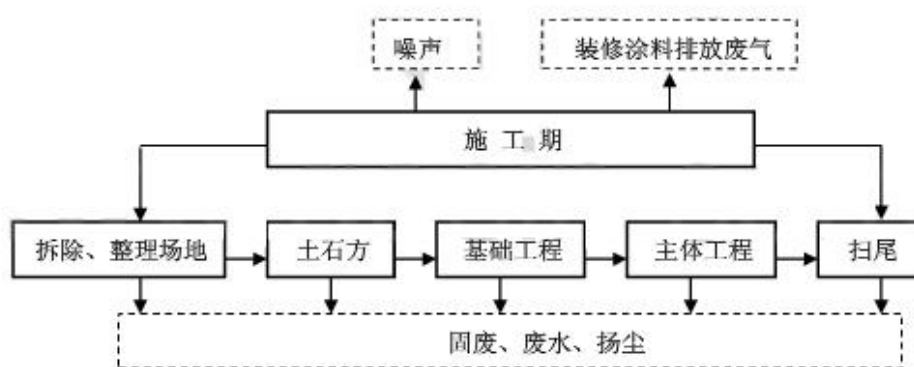 噪声
装修涂料排放废气
施 工 期
拆除、整理场地
土石方
基础工程
主体工程
扫尾
固废、废水、扬尘